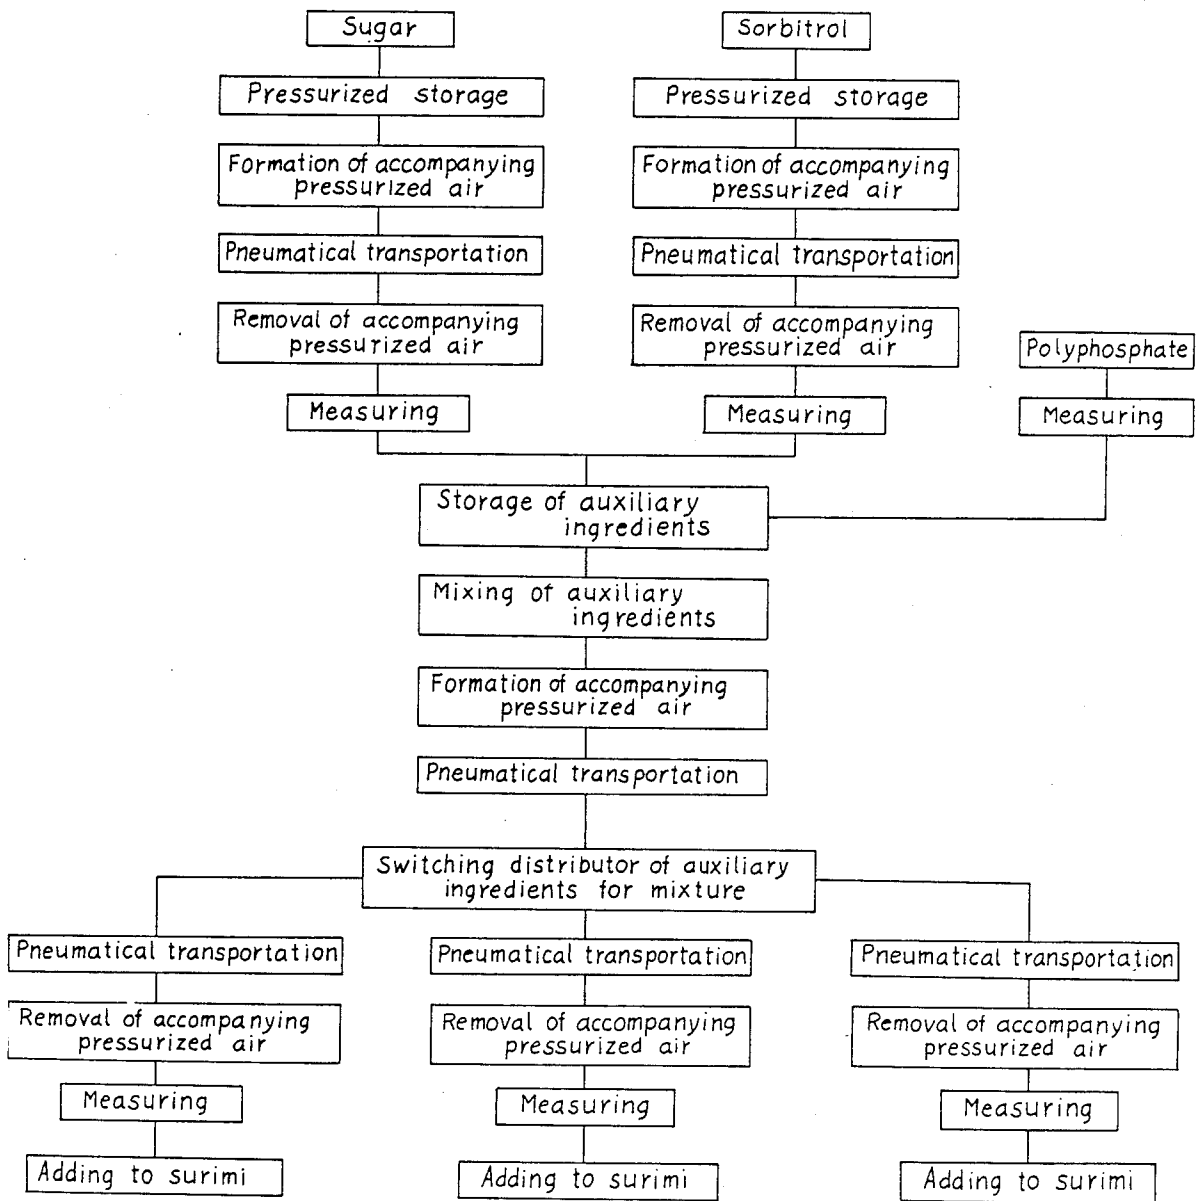 Sugar
Pressurized storage
Formation of accompanying
pressurized air
Pneumatical transportation
Removal of accompanying
pressurized air
Measuring
Sorbitrol
Pressurized storage
Formation of accompanying
pressurized air
Pneumatical transportation
Removal of accompanying
pressurized air
Measuring
Polyphosphate
Measuring
Storage of auxiliary
ingredients
Mixing of auxiliary
ingredients
Formation of accompanying
pressurized air
Pneumatical transportation
Switching distributor of auxiliary
ingredients for mixture
Pneumatical transportation
Removal of accompanying
pressurized air
Measuring
Adding to surimi
Pneumatical transportation
Removal of accompanying
pressurized air
Measuring
Adding to surimi
Pneumatical transportation
Removal of accompanying
pressurized air
Measuring
Adding to surimi